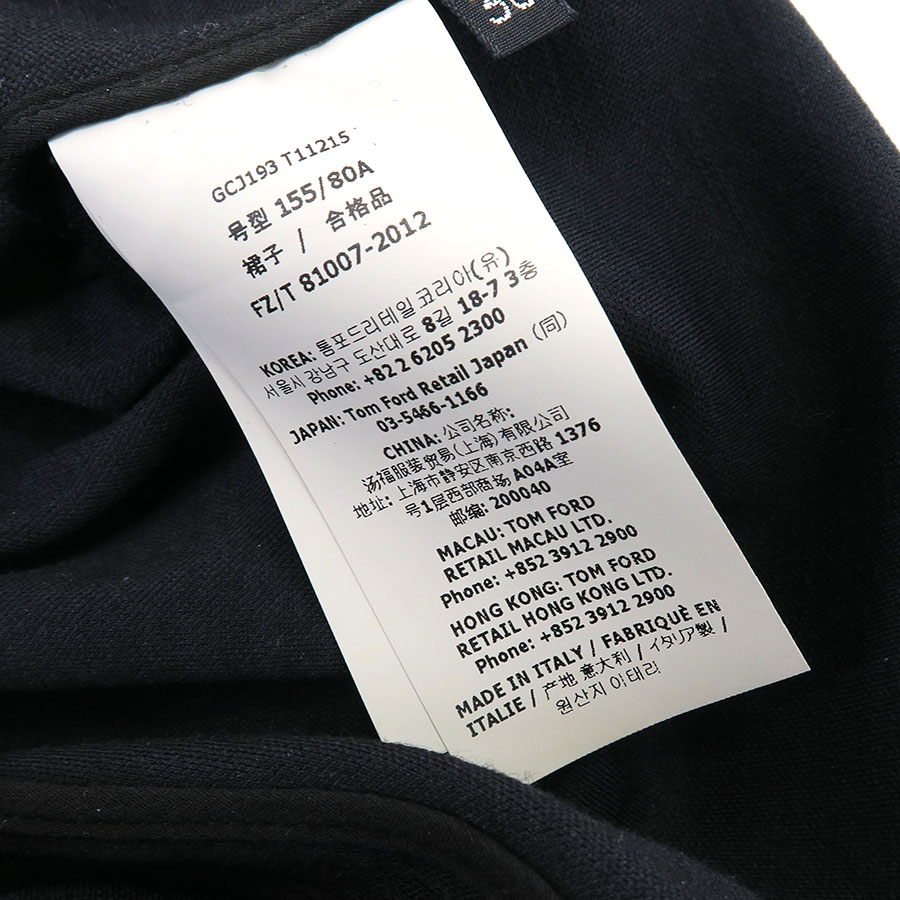 GCJ193 T11215
号型 155/80A
裙子 / 合格品
FZ/T 81007-2012
KOREA: 톰포드리테일 코리아(유)
서울시 강남구 도산대로 8길 18-7 3층
Phone: +82 2 6205 2300
JAPAN: Tom Ford Retail Japan (同)
03-5466-1166
CHINA: 公司名称:
汤福服装贸易(上海)有限公司
地址: 上海市静安区南京西路 1376
号1层西部商场 A04A室
邮编: 200040
MACAU: TOM FORD
RETAIL MACAU LTD.
Phone: +852 3912 2900
HONG KONG: TOM FORD
RETAIL HONG KONG LTD.
Phone: +852 3912 2900
MADE IN ITALY / FABRIQUÈ EN
ITALIE / 产地 意大利 / イタリア製 /
원산지 이태리